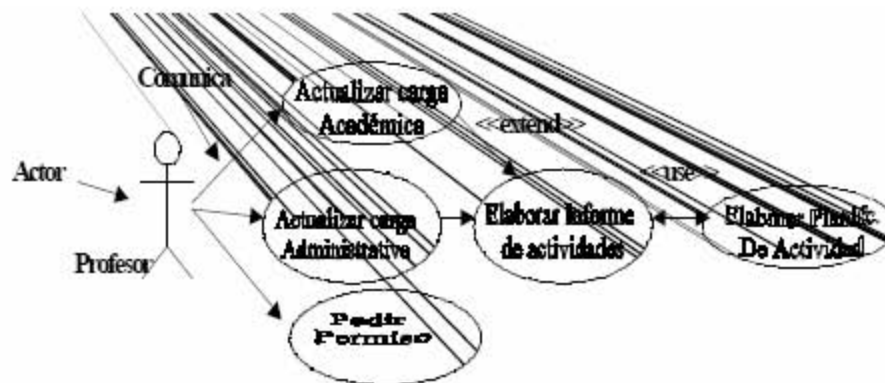 Comunica
Actualizar carga
Académica
<<extend>>
<<use>>
Actor
Actualizar carga
Administrativa
Elaborar Informe
de actividades
Elaborar Planific.
De Actividad
Profesor
Pedir
Permiso